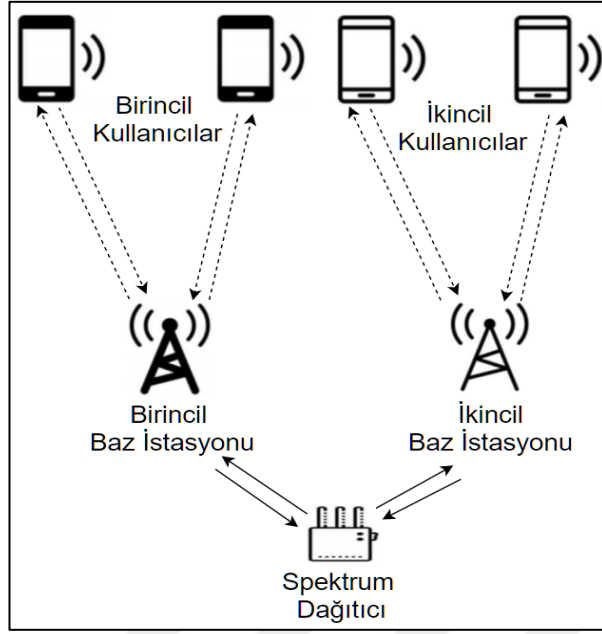 Birincil
Kullanıcılar
İkincil
Kullanıcılar
Birincil
Baz İstasyonu
İkincil
Baz İstasyonu
Spektrum
Dağıtıcı